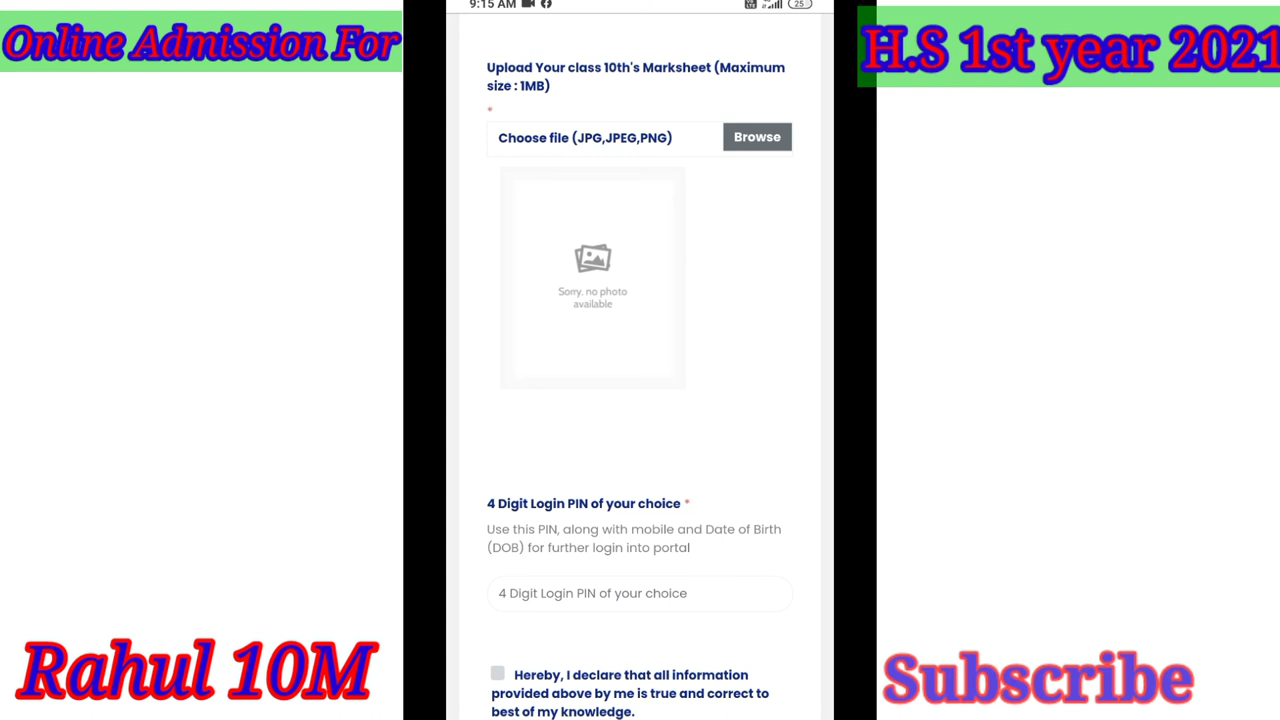 Online Admission For
H.S 1st year 2021
9:15 AM
25
Upload Your class 10th's Marksheet (Maximum
size : 1MB)
*
Choose file (JPG,JPEG,PNG)
Browse
Sorry, no photo
available
4 Digit Login PIN of your choice *
Use this PIN, along with mobile and Date of Birth
(DOB) for further login into portal
4 Digit Login PIN of your choice
Hereby, I declare that all information
provided above by me is true and correct to
best of my knowledge.
Rahul 10M
Subscribe